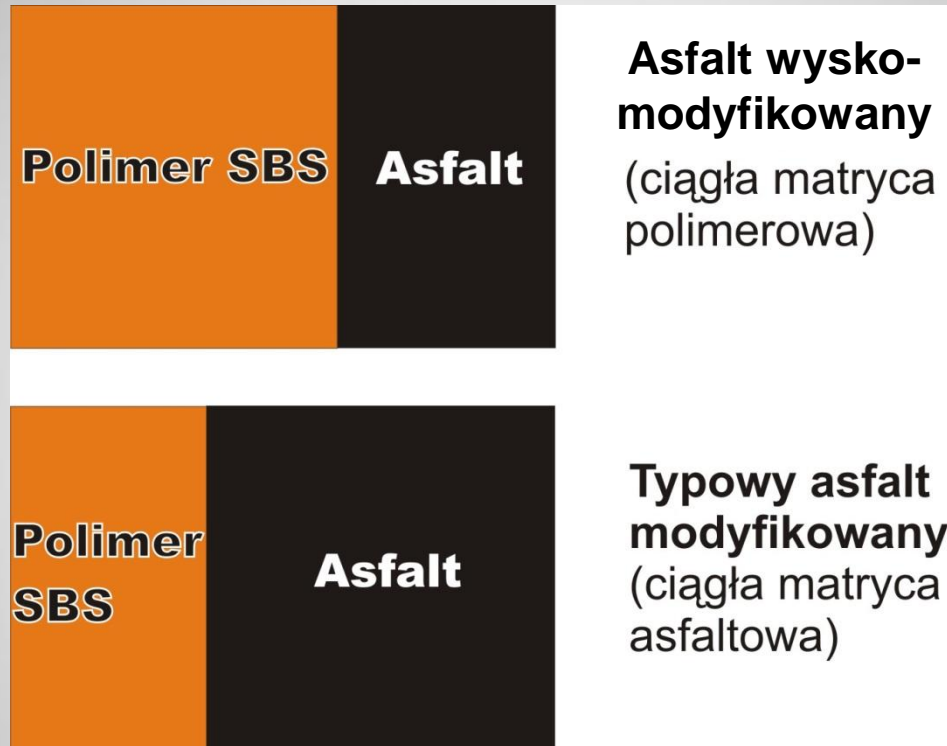 Polimer SBS
Asfalt
Asfalt wysko-
modyfikowany
(ciągła matryca
polimerowa)
Polimer
SBS
Asfalt
Typowy asfalt
modyfikowany
(ciągła matryca
asfaltowa)